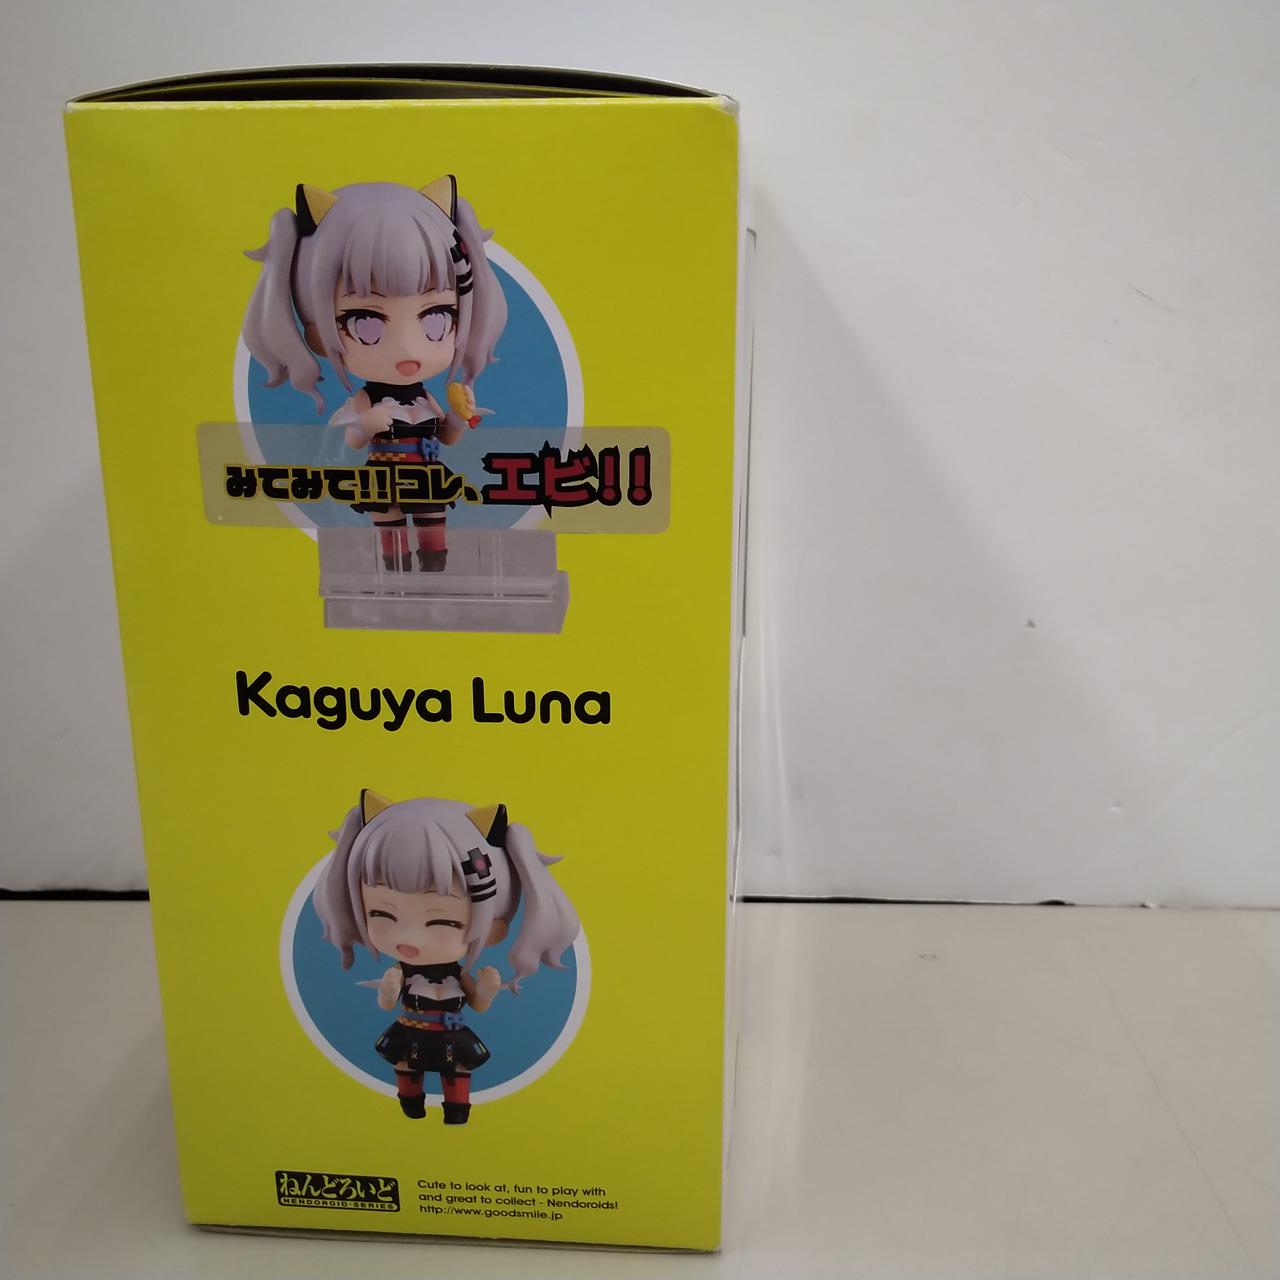 みてみて!!コレ、エビ!!
Kaguya Luna
ねんどろいど
NENDOROID-SERIES
Cute to look at, fun to play with
and great to collect - Nendoroids!
http://www.goodsmile.jp